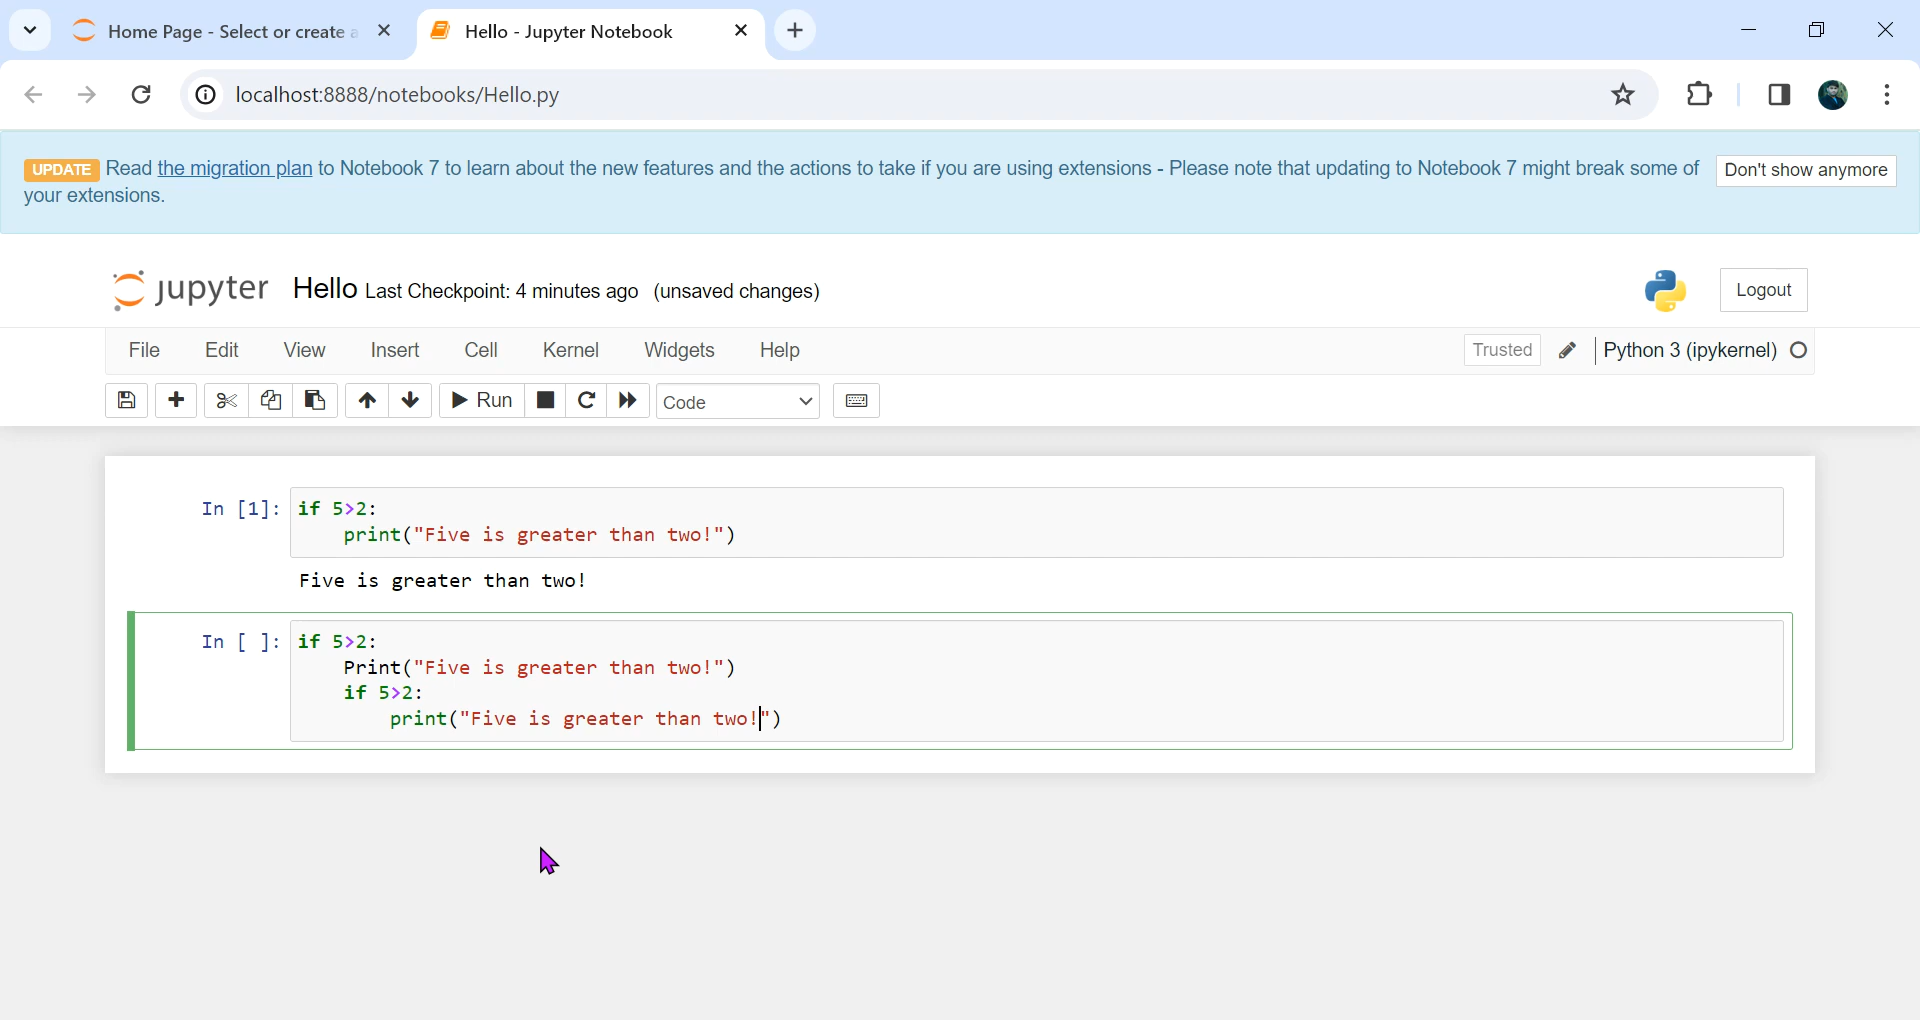 Home Page - Select or create a
Hello - Jupyter Notebook
localhost:8888/notebooks/Hello.py
UPDATE Read the migration plan to Notebook 7 to learn about the new features and the actions to take if you are using extensions - Please note that updating to Notebook 7 might break some of
your extensions.
Don't show anymore
jupyter Hello Last Checkpoint: 4 minutes ago (unsaved changes)
Logout
File Edit View Insert Cell Kernel Widgets Help
Trusted Python 3 (ipykernel)
Run Code
In [1]: if 5>2:
print("Five is greater than two!")
Five is greater than two!
In [ ]: if 5>2:
Print("Five is greater than two!")
if 5>2:
print("Five is greater than two!")